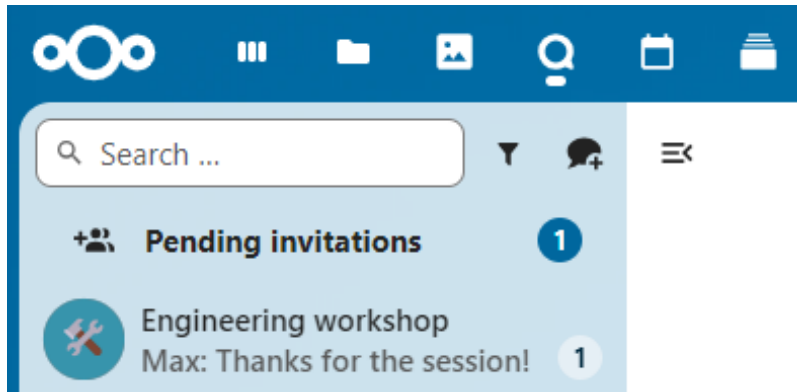 Search ...
Pending invitations 1
Engineering workshop
Max: Thanks for the session! 1